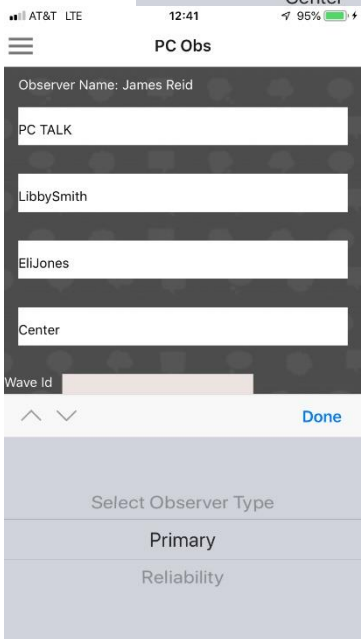 Center
AT&T LTE 12:41 95%
PC Obs
Observer Name: James Reid
PC TALK
LibbySmith
EliJones
Center
Wave Id
Done
Select Observer Type
Primary
Reliability